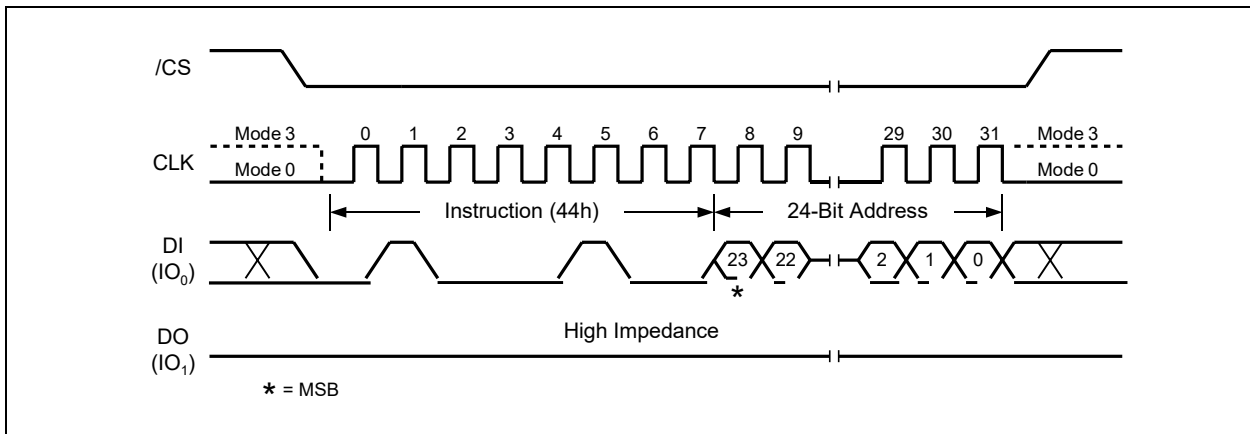 /CS
Mode 3 0 1 2 3 4 5 6 7 8 9 29 30 31 Mode 3
CLK
Mode 0 Mode 0
Instruction (44h) 24-Bit Address
DI
(IO₀)
23 22 2 1 0
*
High Impedance
DO
(IO₁)
* = MSB